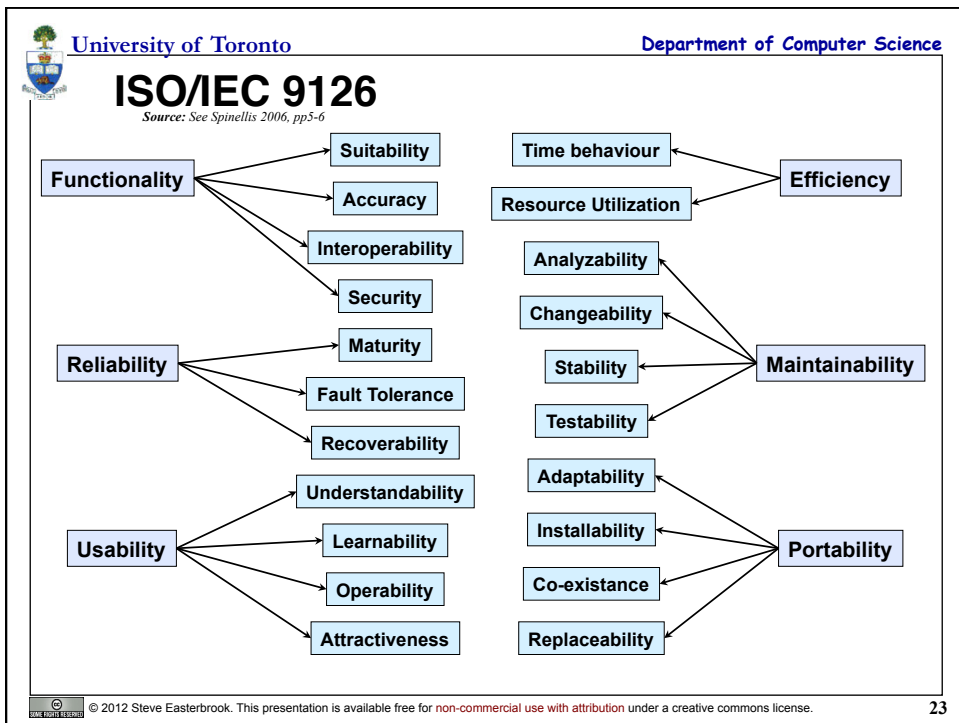 University of Toronto
Department of Computer Science
ISO/IEC 9126
Source: See Spinellis 2006, pp5-6
Functionality
Suitability
Accuracy
Interoperability
Security
Reliability
Maturity
Fault Tolerance
Recoverability
Usability
Understandability
Learnability
Operability
Attractiveness
Time behaviour
Resource Utilization
Efficiency
Analyzability
Changeability
Stability
Testability
Maintainability
Adaptability
Installability
Co-existance
Replaceability
Portability
SOME RIGHTS RESERVED
© 2012 Steve Easterbrook. This presentation is available free for non-commercial use with attribution under a creative commons license.
23